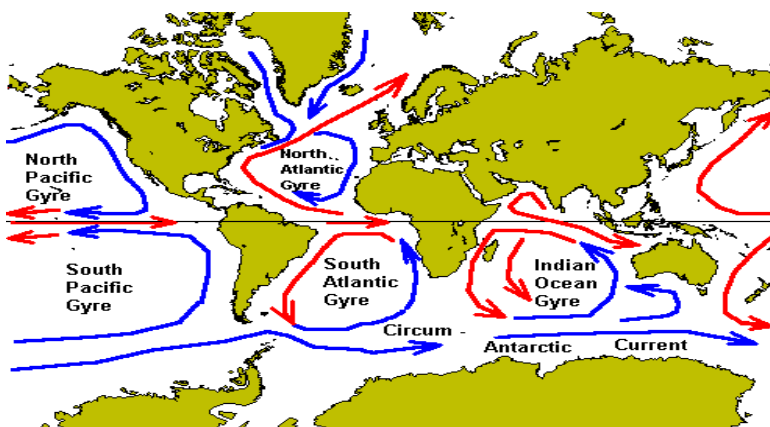 North
Pacific
Gyre
North
Atlantic
Gyre
South
Pacific
Gyre
South
Atlantic
Gyre
Indian
Ocean
Gyre
Circum -
Antarctic Current